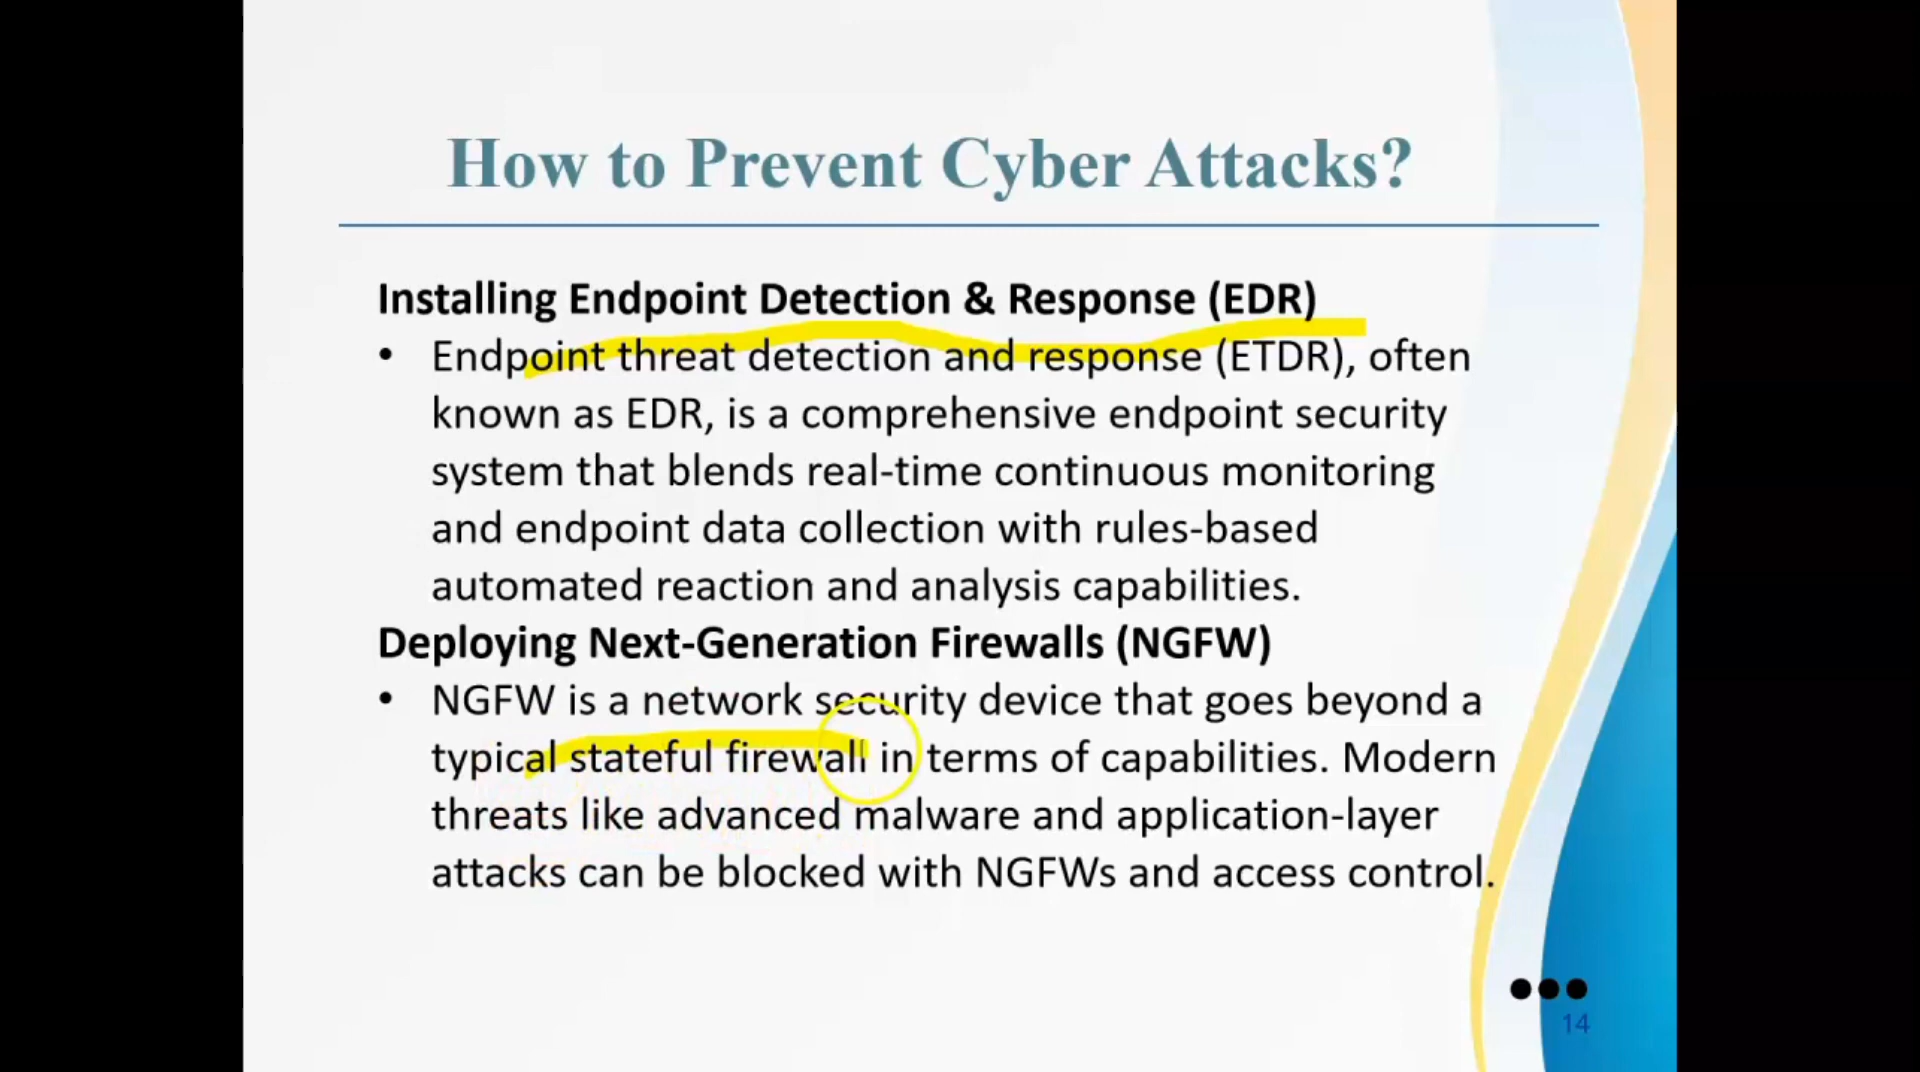 How to Prevent Cyber Attacks?
Installing Endpoint Detection & Response (EDR)
• Endpoint threat detection and response (ETDR), often
known as EDR, is a comprehensive endpoint security
system that blends real-time continuous monitoring
and endpoint data collection with rules-based
automated reaction and analysis capabilities.
Deploying Next-Generation Firewalls (NGFW)
• NGFW is a network security device that goes beyond a
typical stateful firewall in terms of capabilities. Modern
threats like advanced malware and application-layer
attacks can be blocked with NGFWs and access control.
14